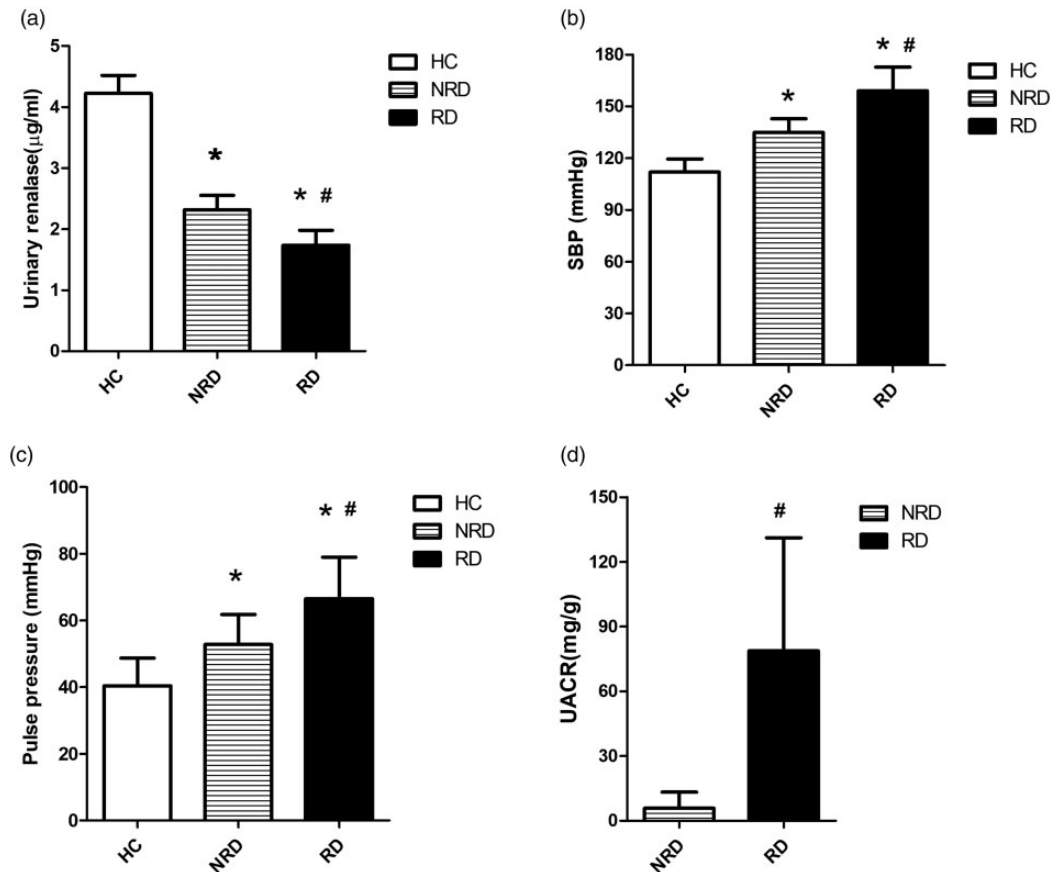 (a)
Urinary renalase(μg/ml)
5
4
3
2
1
0
*
* #
HC
NRD
RD
HC
NRD
RD
(b)
SBP (mmHg)
180
150
120
90
60
30
0
*
* #
HC
NRD
RD
HC
NRD
RD
(c)
Pulse pressure (mmHg)
100
80
60
40
20
0
*
* #
HC
NRD
RD
HC
NRD
RD
(d)
UACR(mg/g)
150
120
90
60
30
0
#
NRD
RD
NRD
RD